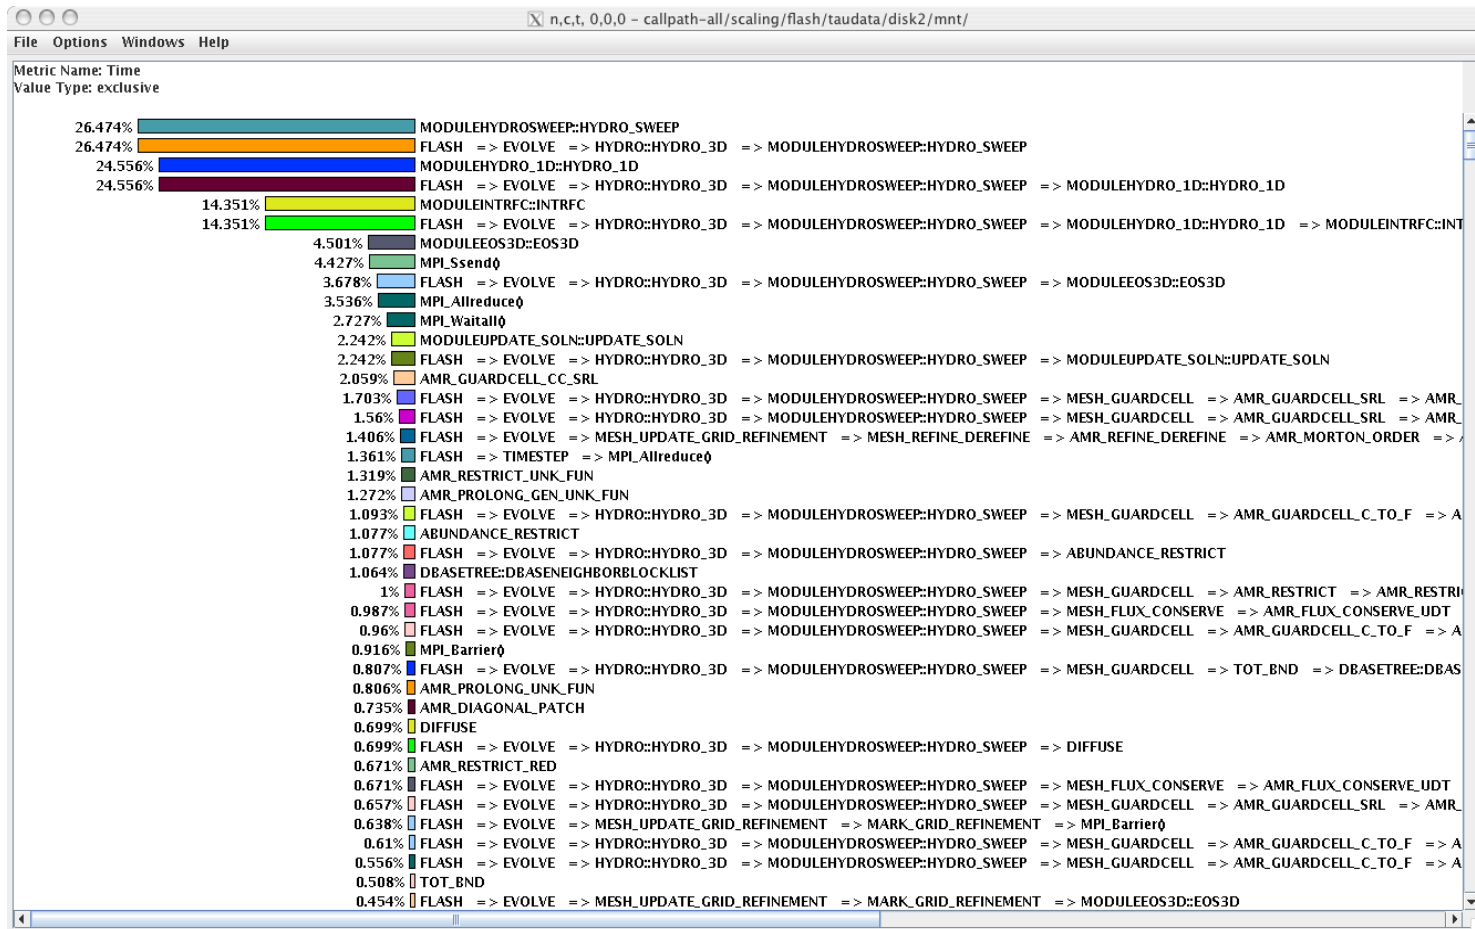 n,c,t, 0,0,0 – callpath-all/scaling/flash/taudata/disk2/mnt/
File Options Windows Help
Metric Name: Time
Value Type: exclusive
26.474% MODULEHYDROSWEEP::HYDRO_SWEEP
26.474% FLASH => EVOLVE => HYDRO::HYDRO_3D => MODULEHYDROSWEEP::HYDRO_SWEEP
24.556% MODULEHYDRO_1D::HYDRO_1D
24.556% FLASH => EVOLVE => HYDRO::HYDRO_3D => MODULEHYDROSWEEP::HYDRO_SWEEP => MODULEHYDRO_1D::HYDRO_1D
14.351% MODULEINTRFC::INTRFC
14.351% FLASH => EVOLVE => HYDRO::HYDRO_3D => MODULEHYDROSWEEP::HYDRO_SWEEP => MODULEHYDRO_1D::HYDRO_1D => MODULEINTRFC::INT
4.501% MODULEEOS3D::EOS3D
4.427% MPI_Ssend()
3.678% FLASH => EVOLVE => HYDRO::HYDRO_3D => MODULEHYDROSWEEP::HYDRO_SWEEP => MODULEEOS3D::EOS3D
3.536% MPI_Allreduce()
2.727% MPI_Waitall()
2.242% MODULEUPDATE_SOLN::UPDATE_SOLN
2.242% FLASH => EVOLVE => HYDRO::HYDRO_3D => MODULEHYDROSWEEP::HYDRO_SWEEP => MODULEUPDATE_SOLN::UPDATE_SOLN
2.059% AMR_GUARDCELL_CC_SRL
1.703% FLASH => EVOLVE => HYDRO::HYDRO_3D => MODULEHYDROSWEEP::HYDRO_SWEEP => MESH_GUARDCELL => AMR_GUARDCELL_SRL => AMR_
1.56% FLASH => EVOLVE => HYDRO::HYDRO_3D => MODULEHYDROSWEEP::HYDRO_SWEEP => MESH_GUARDCELL => AMR_GUARDCELL_SRL => AMR_
1.406% FLASH => EVOLVE => MESH_UPDATE_GRID_REFINEMENT => MESH_REFINE_DEREFINE => AMR_REFINE_DEREFINE => AMR_MORTON_ORDER =>
1.361% FLASH => TIMESTEP => MPI_Allreduce()
1.319% AMR_RESTRICT_UNK_FUN
1.272% AMR_PROLONG_GEN_UNK_FUN
1.093% FLASH => EVOLVE => HYDRO::HYDRO_3D => MODULEHYDROSWEEP::HYDRO_SWEEP => MESH_GUARDCELL => AMR_GUARDCELL_C_TO_F => A
1.077% ABUNDANCE_RESTRICT
1.077% FLASH => EVOLVE => HYDRO::HYDRO_3D => MODULEHYDROSWEEP::HYDRO_SWEEP => ABUNDANCE_RESTRICT
1.064% DBASETREE::DBASENEIGHBORBLOCKLIST
1% FLASH => EVOLVE => HYDRO::HYDRO_3D => MODULEHYDROSWEEP::HYDRO_SWEEP => MESH_GUARDCELL => AMR_RESTRICT => AMR_RESTRI
0.987% FLASH => EVOLVE => HYDRO::HYDRO_3D => MODULEHYDROSWEEP::HYDRO_SWEEP => MESH_FLUX_CONSERVE => AMR_FLUX_CONSERVE_UDT
0.96% FLASH => EVOLVE => HYDRO::HYDRO_3D => MODULEHYDROSWEEP::HYDRO_SWEEP => MESH_GUARDCELL => AMR_GUARDCELL_C_TO_F => A
0.916% MPI_Barrier()
0.807% FLASH => EVOLVE => HYDRO::HYDRO_3D => MODULEHYDROSWEEP::HYDRO_SWEEP => MESH_GUARDCELL => TOT_BND => DBASETREE::DBAS
0.806% AMR_PROLONG_UNK_FUN
0.735% AMR_DIAGONAL_PATCH
0.699% DIFFUSE
0.699% FLASH => EVOLVE => HYDRO::HYDRO_3D => MODULEHYDROSWEEP::HYDRO_SWEEP => DIFFUSE
0.671% AMR_RESTRICT_RED
0.671% FLASH => EVOLVE => HYDRO::HYDRO_3D => MODULEHYDROSWEEP::HYDRO_SWEEP => MESH_FLUX_CONSERVE => AMR_FLUX_CONSERVE_UDT
0.657% FLASH => EVOLVE => HYDRO::HYDRO_3D => MODULEHYDROSWEEP::HYDRO_SWEEP => MESH_GUARDCELL => AMR_GUARDCELL_SRL => AMR_
0.638% FLASH => EVOLVE => MESH_UPDATE_GRID_REFINEMENT => MARK_GRID_REFINEMENT => MPI_Barrier()
0.61% FLASH => EVOLVE => HYDRO::HYDRO_3D => MODULEHYDROSWEEP::HYDRO_SWEEP => MESH_GUARDCELL => AMR_GUARDCELL_C_TO_F => A
0.556% FLASH => EVOLVE => HYDRO::HYDRO_3D => MODULEHYDROSWEEP::HYDRO_SWEEP => MESH_GUARDCELL => AMR_GUARDCELL_C_TO_F => A
0.508% TOT_BND
0.454% FLASH => EVOLVE => MESH_UPDATE_GRID_REFINEMENT => MARK_GRID_REFINEMENT => MODULEEOS3D::EOS3D